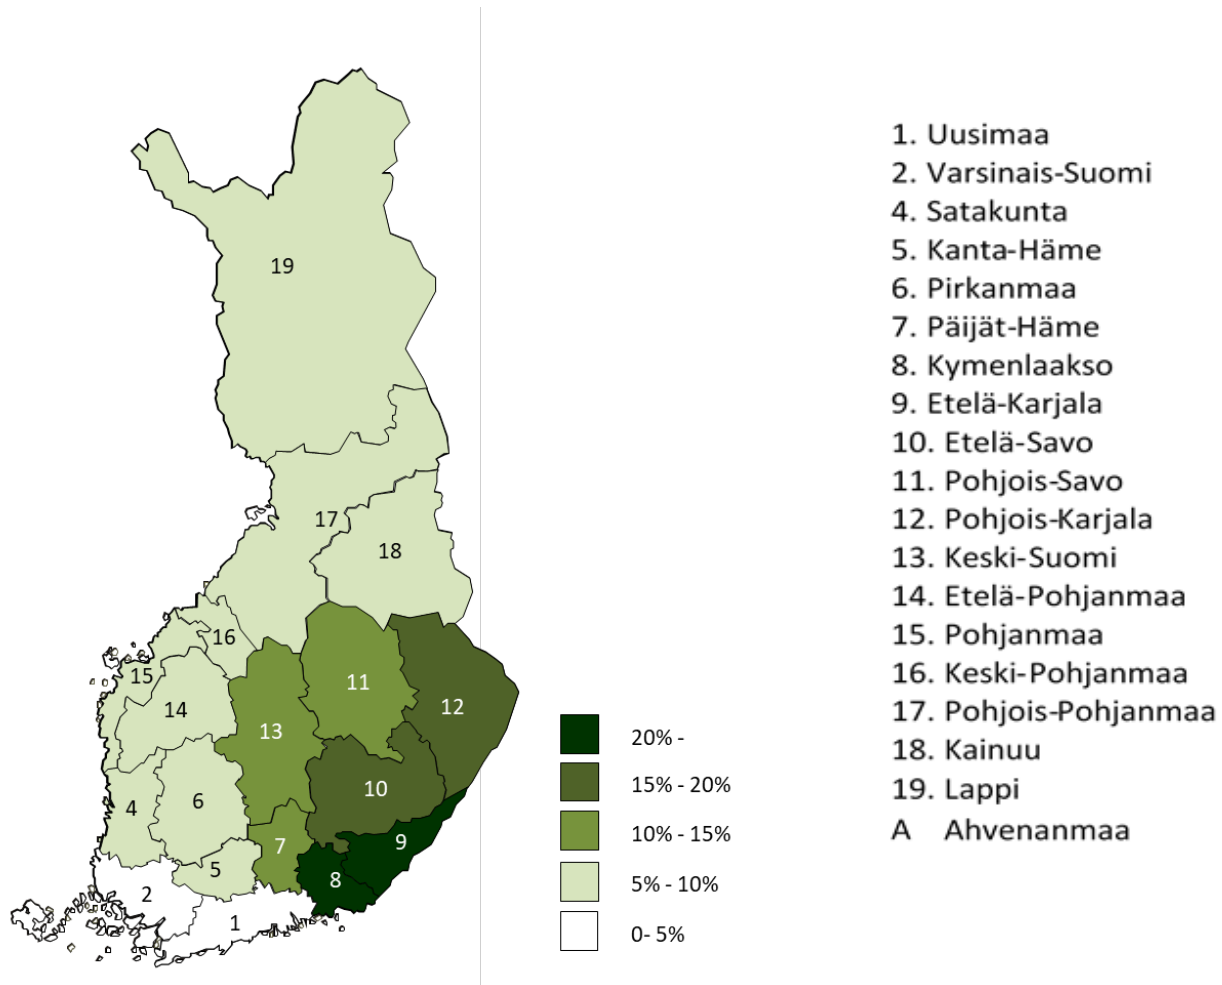 19
17
18
16
15
14
11
12
13
10
4
6
9
7
5
8
2
1
20% -
15% - 20%
10% - 15%
5% - 10%
0- 5%
1. Uusimaa
2. Varsinais-Suomi
4. Satakunta
5. Kanta-Häme
6. Pirkanmaa
7. Päijät-Häme
8. Kymenlaakso
9. Etelä-Karjala
10. Etelä-Savo
11. Pohjois-Savo
12. Pohjois-Karjala
13. Keski-Suomi
14. Etelä-Pohjanmaa
15. Pohjanmaa
16. Keski-Pohjanmaa
17. Pohjois-Pohjanmaa
18. Kainuu
19. Lappi
A Ahvenanmaa